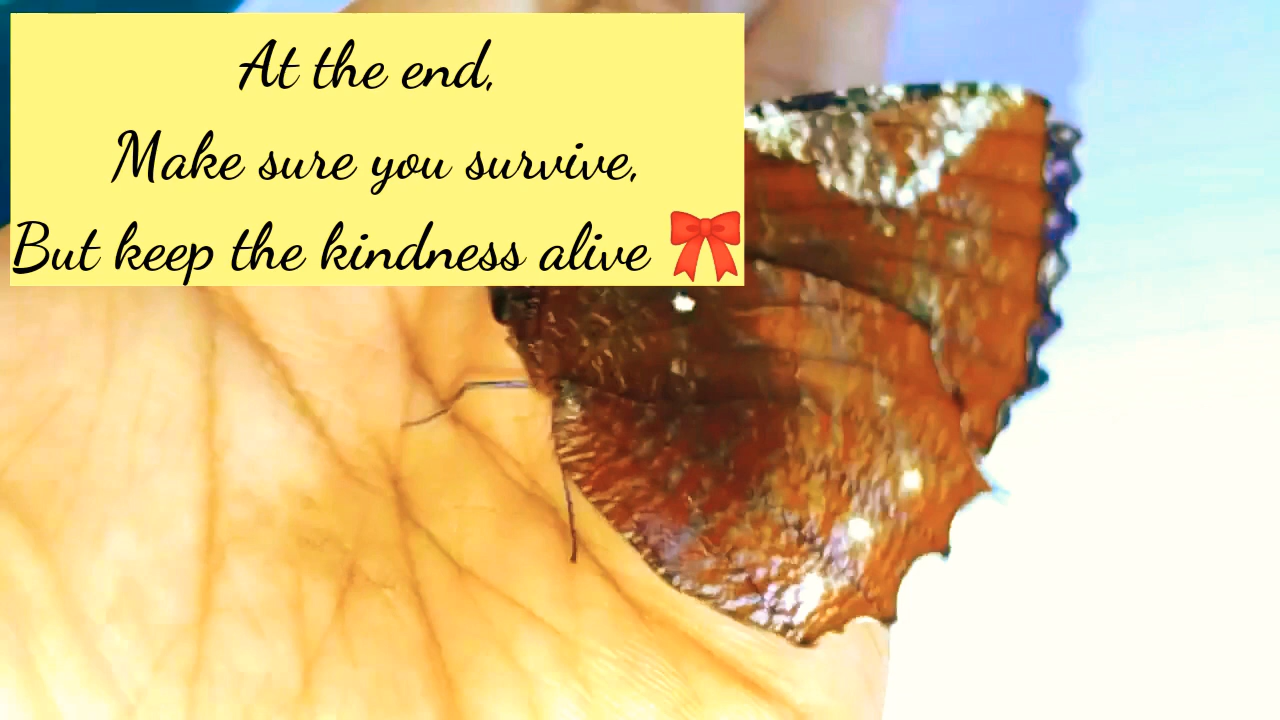 At the end,
Make sure you survive,
But keep the kindness alive 🎀